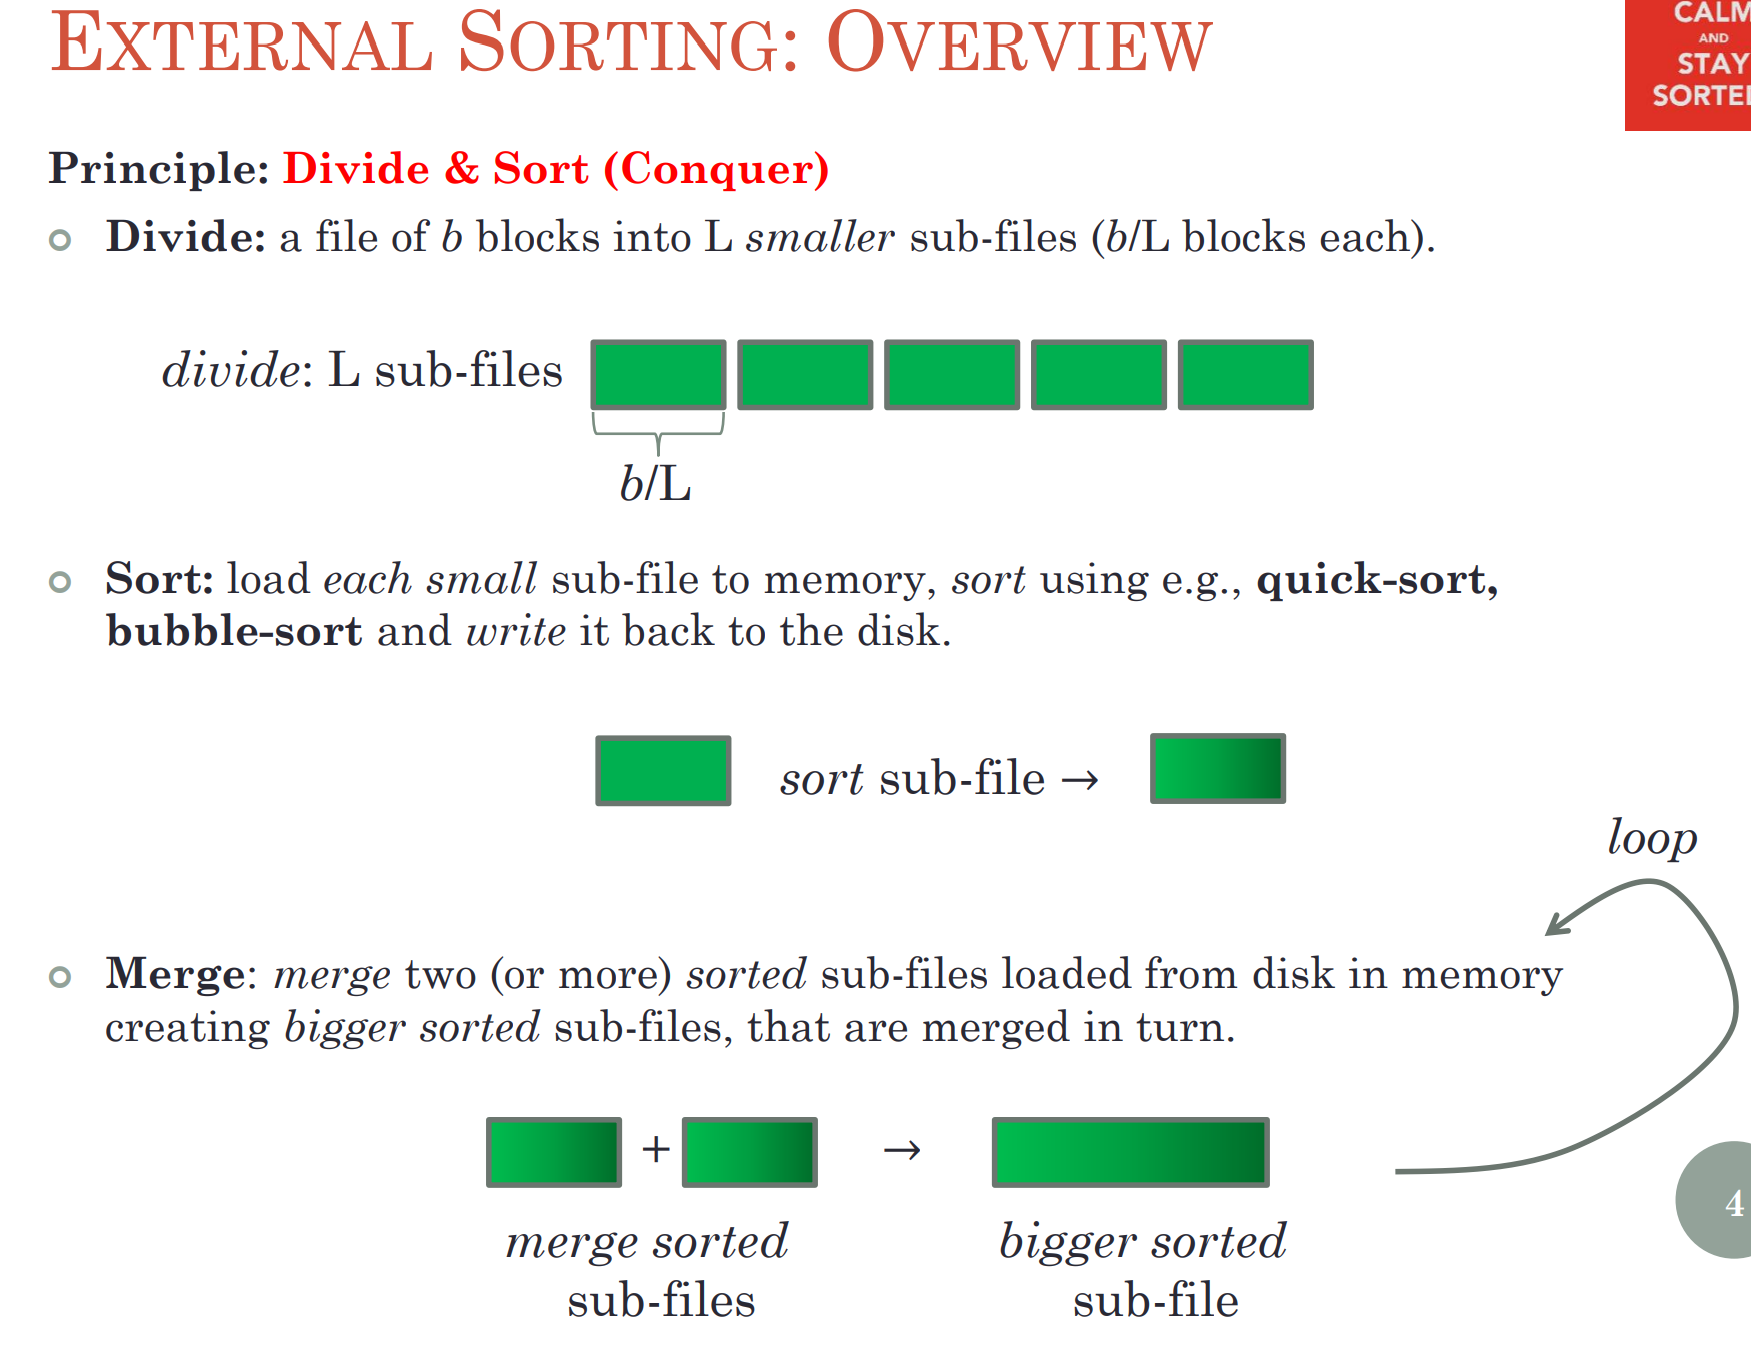 EXTERNAL SORTING: OVERVIEW
CALM
AND
STAY
SORTE
Principle: Divide & Sort (Conquer)
Divide: a file of b blocks into L smaller sub-files (b/L blocks each).
divide: L sub-files
b/L
Sort: load each small sub-file to memory, sort using e.g., quick-sort,
bubble-sort and write it back to the disk.
sort sub-file →
loop
Merge: merge two (or more) sorted sub-files loaded from disk in memory
creating bigger sorted sub-files, that are merged in turn.
+ →
merge sorted
sub-files
bigger sorted
sub-file
4